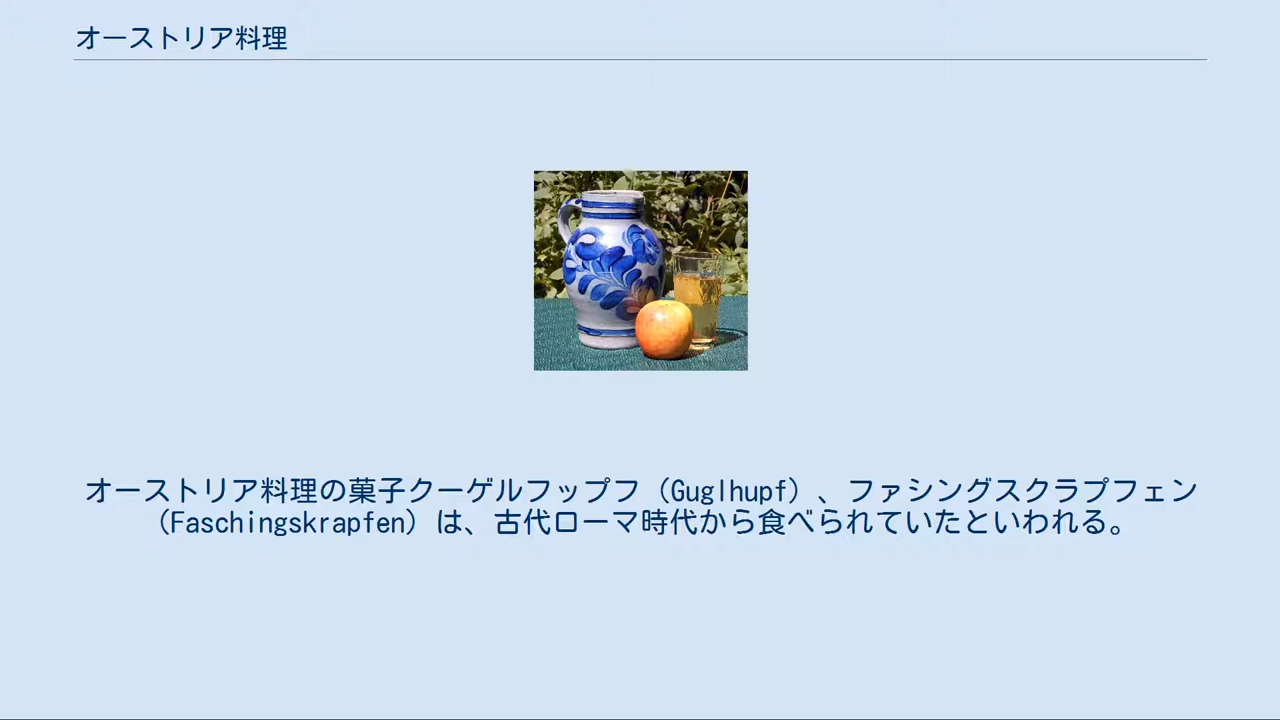 オーストリア料理
オーストリア料理の菓子クーゲルフップフ（Guglhupf）、ファシングスクラプフェン
（Faschingskrapfen）は、古代ローマ時代から食べられていたといわれる。